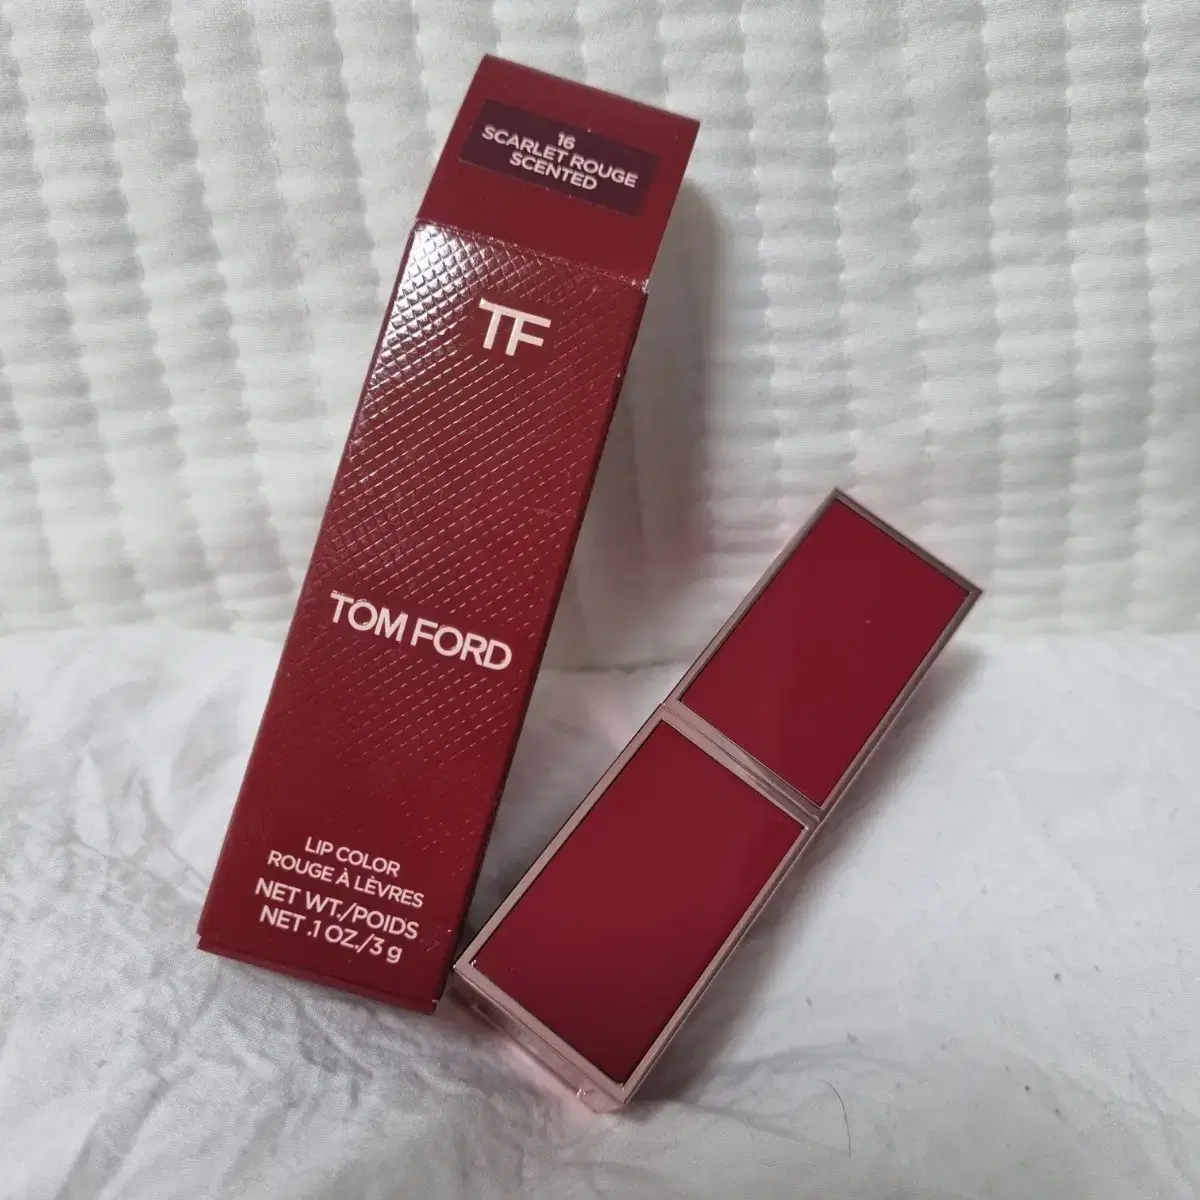 16
SCARLET ROUGE
SCENTED
TF
TOM FORD
LIP COLOR
ROUGE À LÈVRES
NET WT./POIDS
NET .1 OZ./3 g